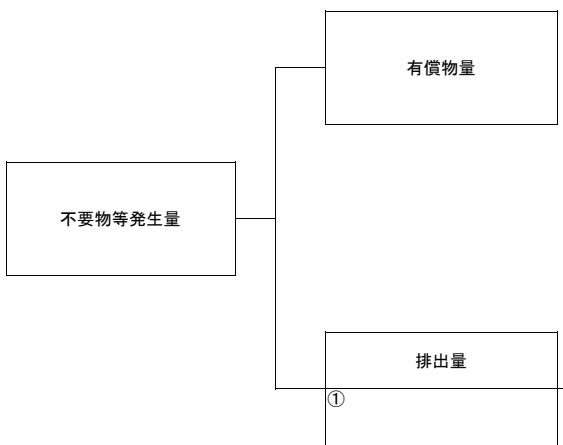 有償物量
不要物等発生量
排出量
①